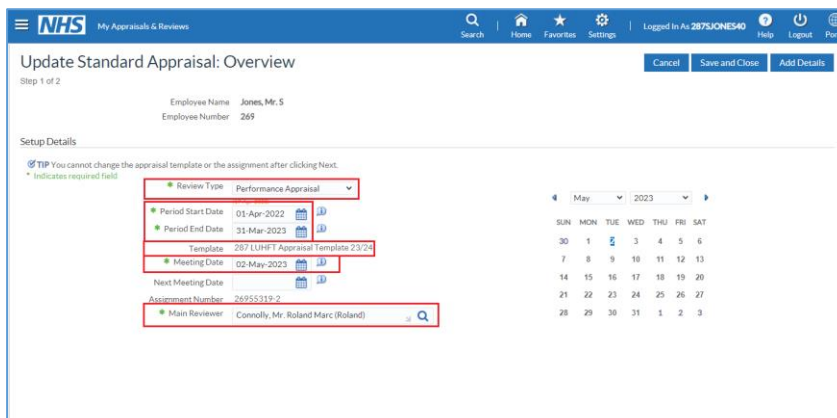 NHS My Appraisals & Reviews
Search Home Favorites Settings Logged In As 287SJONES40 Help Logout Por
Update Standard Appraisal: Overview
Cancel Save and Close Add Details
Step 1 of 2
Employee Name Jones, Mr. S
Employee Number 269
Setup Details
TIP You cannot change the appraisal template or the assignment after clicking Next.
* Indicates required field
* Review Type Performance Appraisal
* Period Start Date 01-Apr-2022
* Period End Date 31-Mar-2023
Template 287 LUHFT Appraisal Template 23/24
* Meeting Date 02-May-2023
Next Meeting Date
Assignment Number 26955319-2
* Main Reviewer Connolly, Mr. Roland Marc (Roland)
May 2023
SUN MON TUE WED THU FRI SAT
30 1 2 3 4 5 6
7 8 9 10 11 12 13
14 15 16 17 18 19 20
21 22 23 24 25 26 27
28 29 30 31 1 2 3